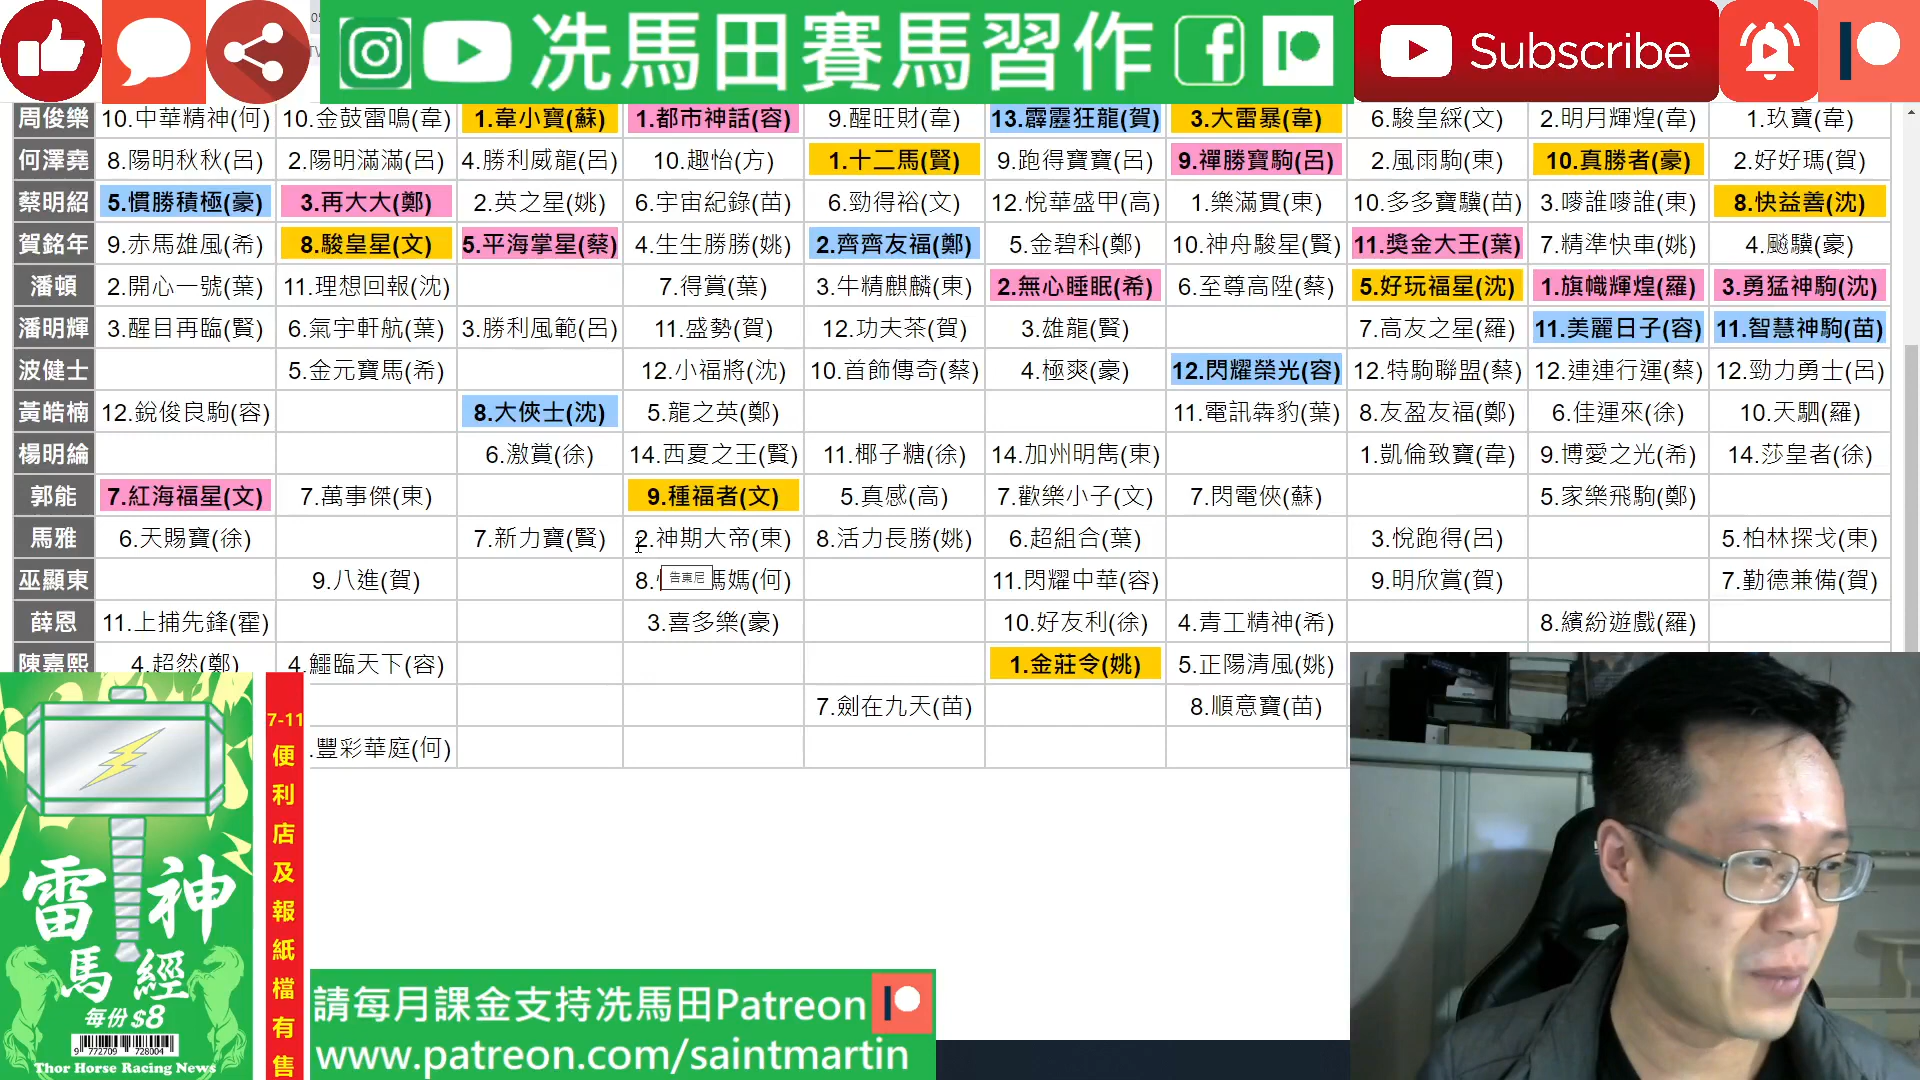 冼馬田賽馬習作
Subscribe
周俊樂 10.中華精神(何) 10.金鼓雷鳴(韋) 1.韋小寶(蘇) 1.都市神話(容) 9.醒旺財(韋) 13.霹靂狂龍(賀) 3.大雷暴(韋) 6.駿皇綵(文) 2.明月輝煌(韋) 1.玖寶(韋)
何澤堯 8.陽明秋秋(呂) 2.陽明滿滿(呂) 4.勝利威龍(呂) 10.趣怡(方) 1.十二馬(賢) 9.跑得寶寶(呂) 9.禪勝寶駒(呂) 2.風雨駒(東) 10.真勝者(豪) 2.好好瑪(賀)
蔡明紹 5.慣勝積極(豪) 3.再大大(鄭) 2.英之星(姚) 6.宇宙紀錄(苗) 6.勁得裕(文) 12.悅華盛甲(高) 1.樂滿貫(東) 10.多多寶驥(苗) 3.嘜誰嘜誰(東) 8.快益善(沈)
賀銘年 9.赤馬雄風(希) 8.駿皇星(文) 5.平海掌星(蔡) 4.生生勝勝(姚) 2.齊齊友福(鄭) 5.金碧科(鄭) 10.神舟駿星(賢) 11.獎金大王(葉) 7.精準快車(姚) 4.飈驥(豪)
潘頓 2.開心一號(葉) 11.理想回報(沈) 7.得賞(葉) 3.牛精麒麟(東) 2.無心睡眠(希) 6.至尊高陞(蔡) 5.好玩福星(沈) 1.旗幟輝煌(羅) 3.勇猛神駒(沈)
潘明輝 3.醒目再臨(賢) 6.氣宇軒航(葉) 3.勝利風範(呂) 11.盛勢(賀) 12.功夫茶(賀) 3.雄龍(賢) 7.高友之星(羅) 11.美麗日子(容) 11.智慧神駒(苗)
波健士 5.金元寶馬(希) 12.小福將(沈) 10.首飾傳奇(蔡) 4.極爽(豪) 12.閃耀榮光(容) 12.特駒聯盟(蔡) 12.連連行運(蔡) 12.勁力勇士(呂)
黃皓楠 12.銳俊良駒(容) 8.大俠士(沈) 5.龍之英(鄭) 11.電訊犇豹(葉) 8.友盈友福(鄭) 6.佳運來(徐) 10.天駟(羅)
楊明綸 6.激賞(徐) 14.西夏之王(賢) 11.椰子糖(徐) 14.加州明雋(東) 1.凱倫致寶(韋) 9.博愛之光(希) 14.莎皇者(徐)
郭能 7.紅海福星(文) 7.萬事傑(東) 9.種福者(文) 5.真感(高) 7.歡樂小子(文) 7.閃電俠(蘇) 5.家樂飛駒(鄭)
馬雅 6.天賜寶(徐) 7.新力寶(賢) 2.神期大帝(東) 8.活力長勝(姚) 6.超組合(葉) 3.悅跑得(呂) 5.柏林探戈(東)
巫顯東 9.八進(賀) 8. 媽(何) 11.閃耀中華(容) 9.明欣賞(賀) 7.勤德兼備(賀)
告東尼
薛恩 11.上捕先鋒(霍) 3.喜多樂(豪) 10.好友利(徐) 4.青工精神(希) 8.繽紛遊戲(羅)
陳嘉熙 4.超然(鄭) 4.鱷臨天下(容) 1.金莊令(姚) 5.正陽清風(姚)
7.劍在九天(苗) 8.順意寶(苗)
.豐彩華庭(何)
雷神
馬經
每份$8
9 772709 728004
Thor Horse Racing News
7-11
便利店及報紙檔有售
請每月課金支持冼馬田Patreon
www.patreon.com/saintmartin